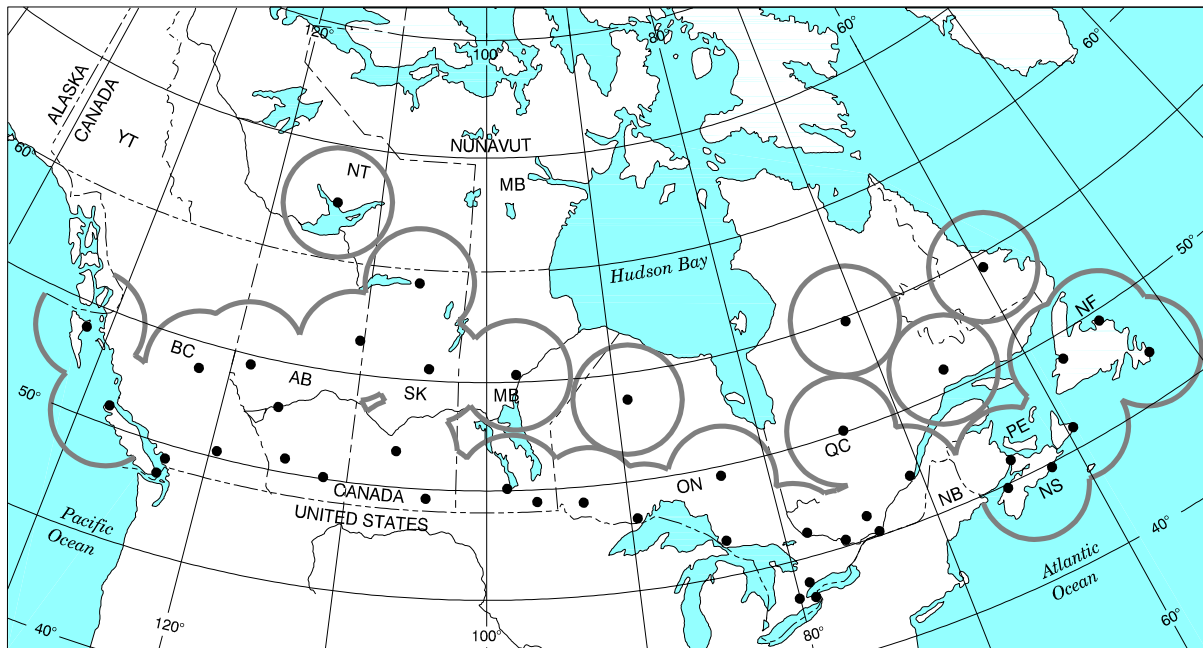 120°
100°
80°
60°
60°
ALASKA
CANADA
YT
60°
NT
NUNAVUT
MB
Hudson Bay
50°
NF
BC
AB
SK
MB
50°
PE
QC
ON
NB
NS
CANADA
UNITED STATES
Pacific
Ocean
40°
Atlantic
Ocean
40°
120°
100°
80°
60°